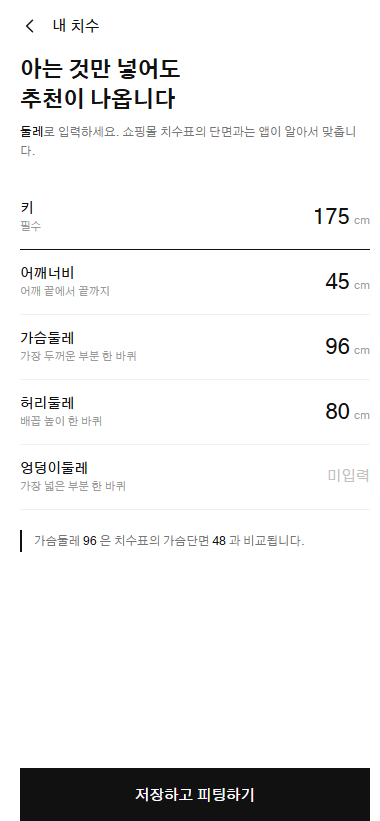 내 치수
아는 것만 넣어도
추천이 나옵니다
둘레로 입력하세요. 쇼핑몰 치수표의 단면과는 앱이 알아서 맞춥니
다.
키
필수
175 cm
어깨너비
어깨 끝에서 끝까지
45 cm
가슴둘레
가장 두꺼운 부분 한 바퀴
96 cm
허리둘레
배꼽 높이 한 바퀴
80 cm
엉덩이둘레
가장 넓은 부분 한 바퀴
미입력
가슴둘레 96 은 치수표의 가슴단면 48 과 비교됩니다.
저장하고 피팅하기